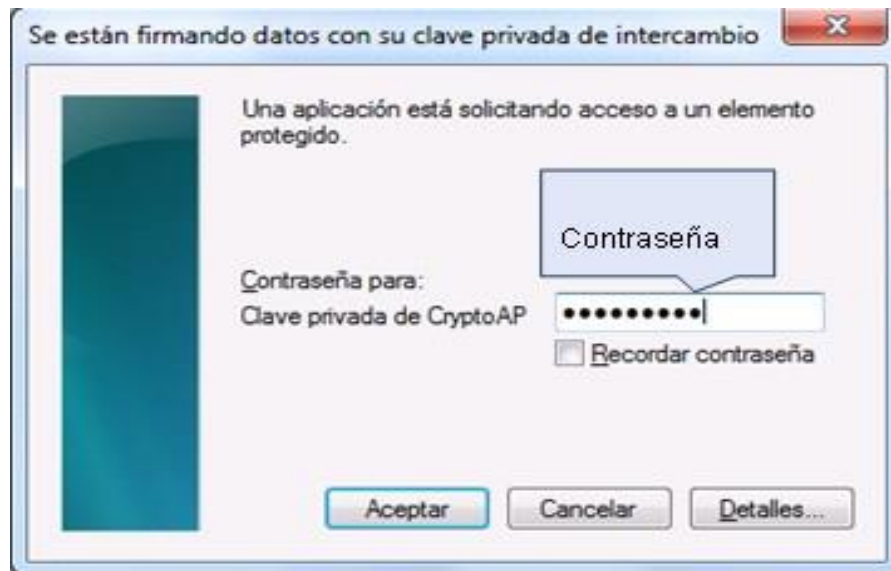 Se están firmando datos con su clave privada de intercambio
Una aplicación está solicitando acceso a un elemento
protegido.
Contraseña
Contraseña para:
Clave privada de CryptoAP
●●●●●●●●●
Recordar contraseña
Aceptar
Cancelar
Detalles...